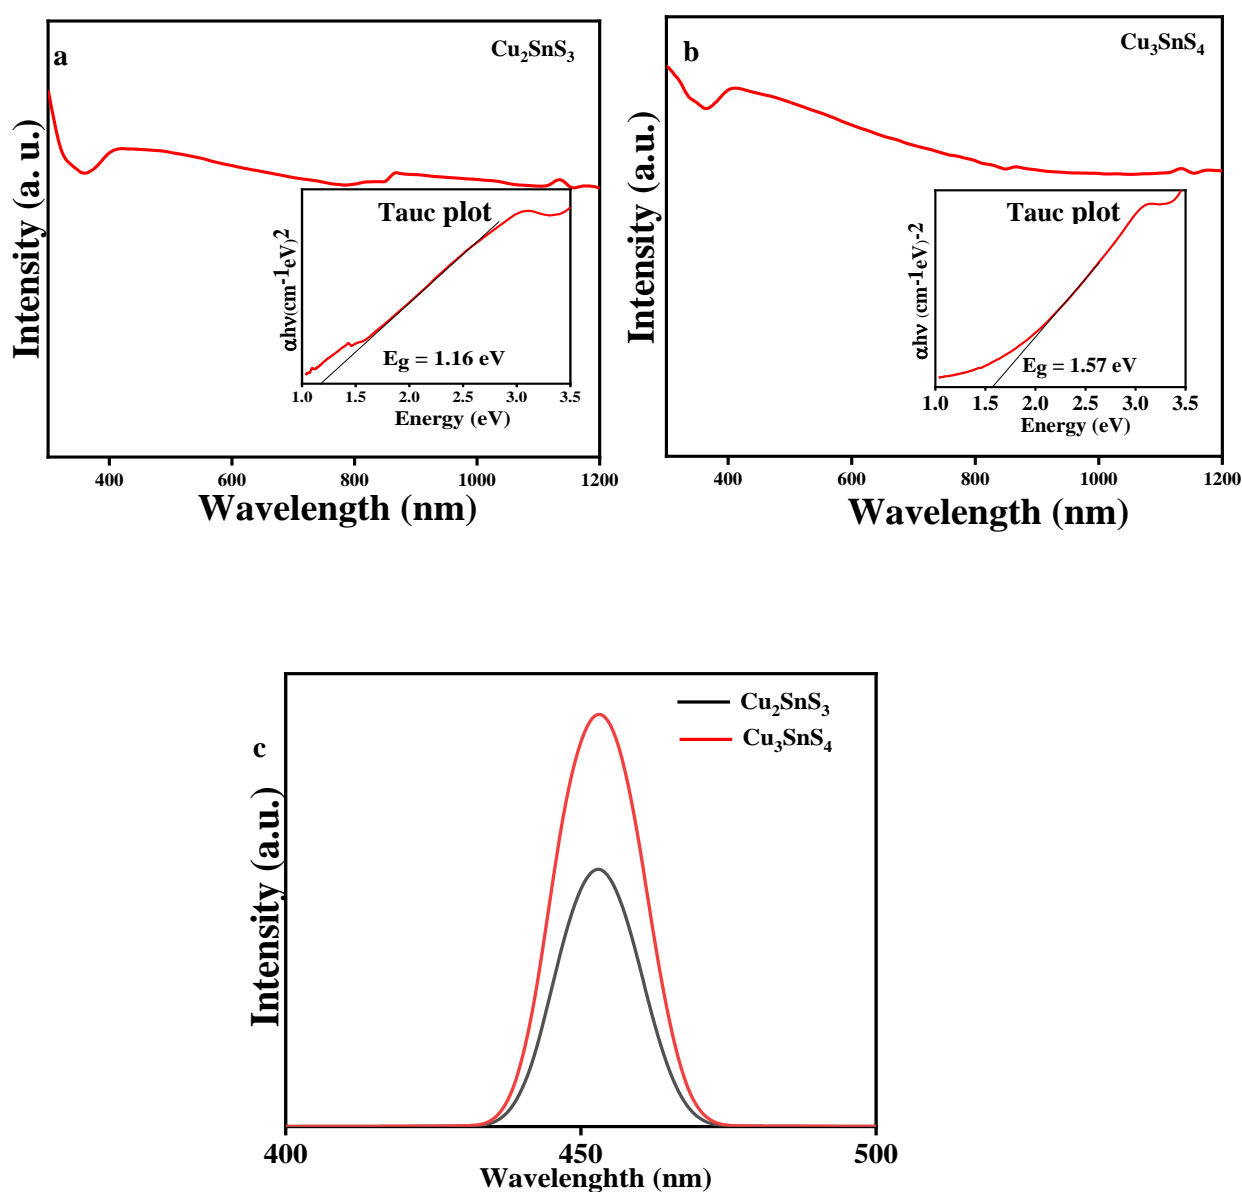 a
Cu₂SnS₃
Intensity (a. u.)
Tauc plot
αhν(cm⁻¹eV)²
Eg = 1.16 eV
1.0 1.5 2.0 2.5 3.0 3.5
Energy (eV)
400 600 800 1000 1200
Wavelength (nm)
b
Cu₃SnS₄
Intensity (a.u.)
Tauc plot
αhν (cm⁻¹eV)-2
Eg = 1.57 eV
1.0 1.5 2.0 2.5 3.0 3.5
Energy (eV)
400 600 800 1000 1200
Wavelength (nm)
c
Cu₂SnS₃
Cu₃SnS₄
Intensity (a.u.)
400 450 500
Wavelenghth (nm)